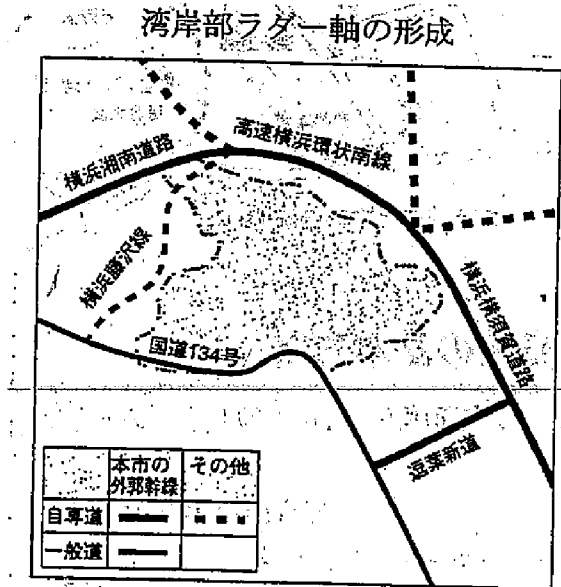 湾岸部ラダー軸の形成
高速横浜環状南線
横浜湘南道路
横浜藤沢線
横浜横須賀道路
国道134号
逗葉新道
本市の
外郭幹線
その他
自専道
一般道